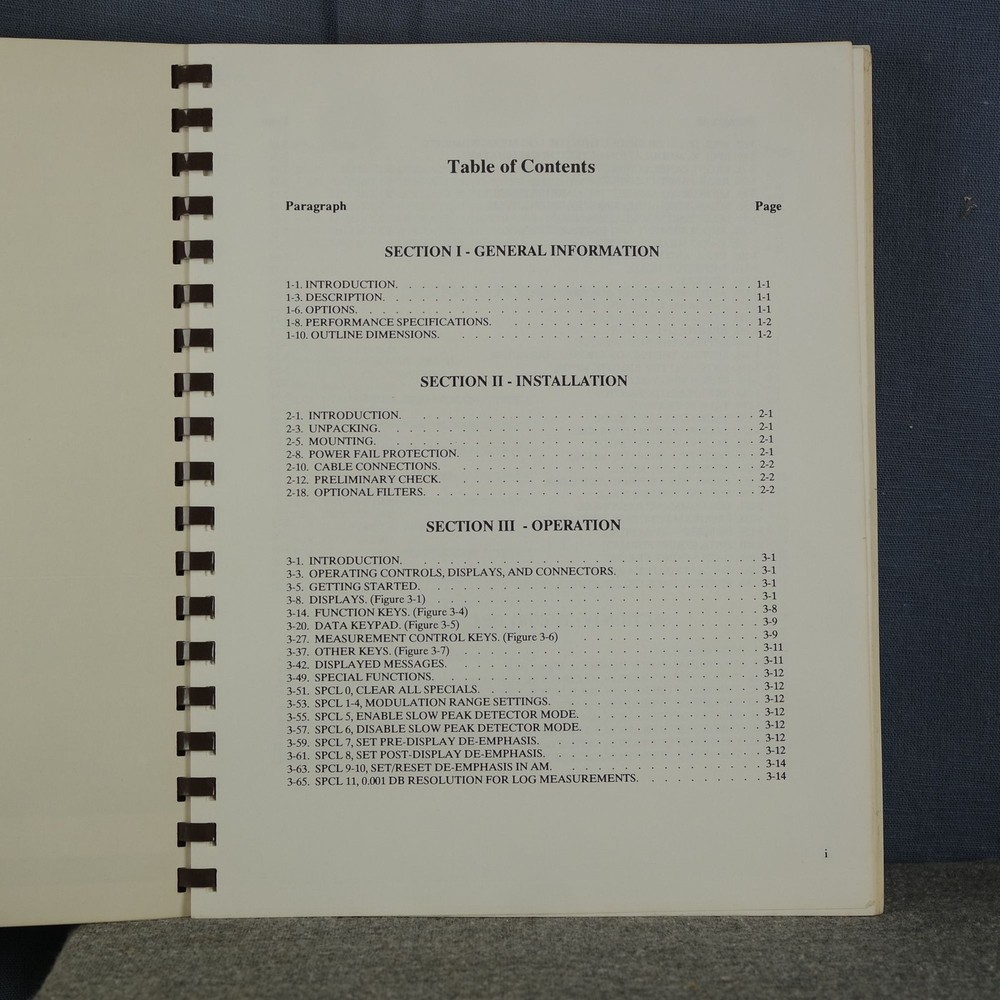 Table of Contents
Paragraph Page
SECTION I - GENERAL INFORMATION
1-1. INTRODUCTION. . . . . . . . . . . . . . . . . . . . . . . . . . . . 1-1
1-3. DESCRIPTION. . . . . . . . . . . . . . . . . . . . . . . . . . . . 1-1
1-6. OPTIONS. . . . . . . . . . . . . . . . . . . . . . . . . . . . 1-1
1-8. PERFORMANCE SPECIFICATIONS. . . . . . . . . . . . . . . . . . . . 1-2
1-10. OUTLINE DIMENSIONS. . . . . . . . . . . . . . . . . . . . . . . . 1-2
SECTION II - INSTALLATION
2-1. INTRODUCTION. . . . . . . . . . . . . . . . . . . . . . . . . . . 2-1
2-3. UNPACKING. . . . . . . . . . . . . . . . . . . . . . . . . . . . 2-1
2-5. MOUNTING. . . . . . . . . . . . . . . . . . . . . . . . . . . . 2-1
2-8. POWER FAIL PROTECTION. . . . . . . . . . . . . . . . . . . . . . . 2-1
2-10. CABLE CONNECTIONS. . . . . . . . . . . . . . . . . . . . . . . . 2-2
2-12. PRELIMINARY CHECK. . . . . . . . . . . . . . . . . . . . . . . . 2-2
2-18. OPTIONAL FILTERS. . . . . . . . . . . . . . . . . . . . . . . . . 2-2
SECTION III - OPERATION
3-1. INTRODUCTION. . . . . . . . . . . . . . . . . . . . . . . . . . . 3-1
3-3. OPERATING CONTROLS, DISPLAYS, AND CONNECTORS. . . . . . . . . . . . 3-1
3-5. GETTING STARTED. . . . . . . . . . . . . . . . . . . . . . . . . . 3-1
3-8. DISPLAYS. (Figure 3-1) . . . . . . . . . . . . . . . . . . . . . . . 3-1
3-14. FUNCTION KEYS. (Figure 3-4) . . . . . . . . . . . . . . . . . . . . 3-8
3-20. DATA KEYPAD. (Figure 3-5) . . . . . . . . . . . . . . . . . . . . . 3-9
3-27. MEASUREMENT CONTROL KEYS. (Figure 3-6) . . . . . . . . . . . . . . 3-9
3-37. OTHER KEYS. (Figure 3-7) . . . . . . . . . . . . . . . . . . . . . 3-11
3-42. DISPLAYED MESSAGES. . . . . . . . . . . . . . . . . . . . . . . . 3-11
3-49. SPECIAL FUNCTIONS. . . . . . . . . . . . . . . . . . . . . . . . . 3-12
3-51. SPCL 0, CLEAR ALL SPECIALS. . . . . . . . . . . . . . . . . . . . . 3-12
3-53. SPCL 1-4, MODULATION RANGE SETTINGS. . . . . . . . . . . . . . . . 3-12
3-55. SPCL 5, ENABLE SLOW PEAK DETECTOR MODE. . . . . . . . . . . . . . 3-12
3-57. SPCL 6, DISABLE SLOW PEAK DETECTOR MODE. . . . . . . . . . . . . . 3-12
3-59. SPCL 7, SET PRE-DISPLAY DE-EMPHASIS. . . . . . . . . . . . . . . . . 3-12
3-61. SPCL 8, SET POST-DISPLAY DE-EMPHASIS. . . . . . . . . . . . . . . . 3-12
3-63. SPCL 9-10, SET/RESET DE-EMPHASIS IN AM. . . . . . . . . . . . . . . . 3-14
3-65. SPCL 11, 0.001 DB RESOLUTION FOR LOG MEASUREMENTS. . . . . . . . . . 3-14
i